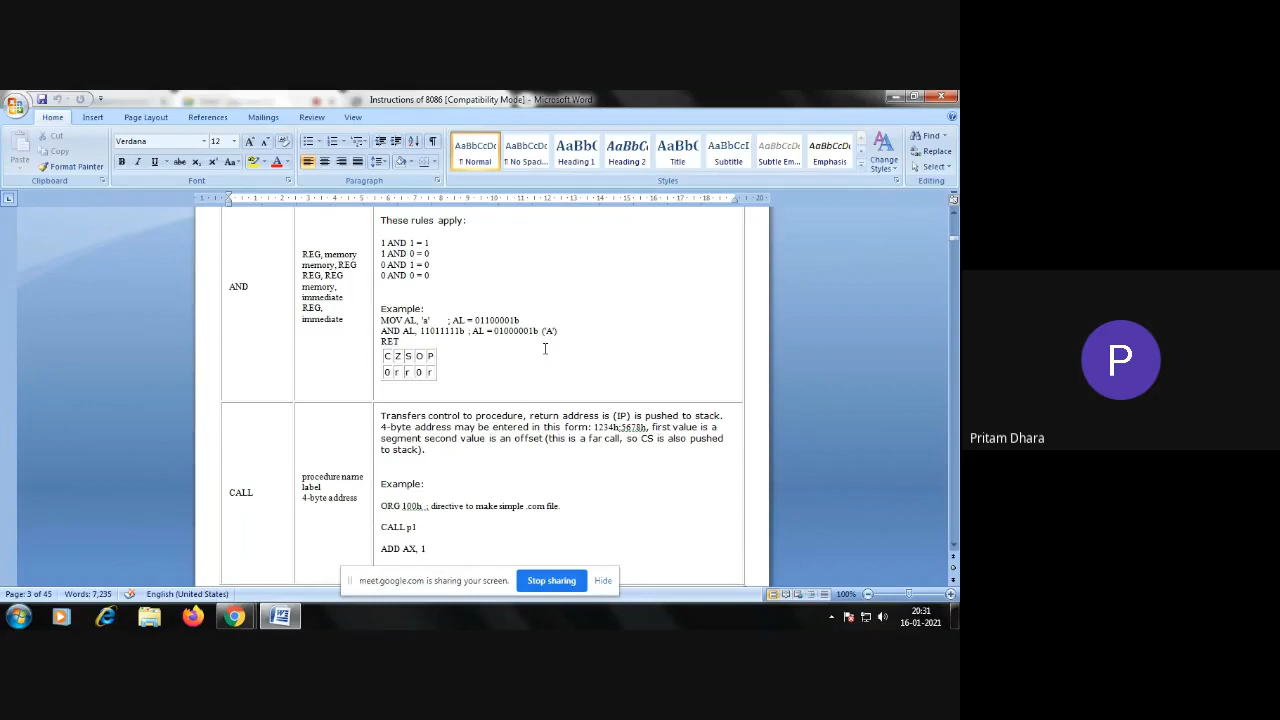 Instructions of 8086 [Compatibility Mode] - Microsoft Word
Home Insert Page Layout References Mailings Review View
Cut
Copy
Format Painter
Paste
Clipboard
Verdana 12
Font
Paragraph
AaBbCcDc AaBbCcDc AaBbC AaBbCc AaBbC AaBbCcI AaBbCcDc AaBbCcDc
¶ Normal ¶ No Spaci... Heading 1 Heading 2 Title Subtitle Subtle Em... Emphasis
Change Styles
Styles
Find
Replace
Select
Editing
These rules apply:
1 AND 1 = 1
1 AND 0 = 0
0 AND 1 = 0
0 AND 0 = 0
AND
REG, memory
memory, REG
REG, REG
memory,
immediate
REG,
immediate
Example:
MOV AL, 'a' ; AL = 01100001b
AND AL, 11011111b ; AL = 01000001b ('A')
RET
C Z S O P
0 r r 0 r
Transfers control to procedure, return address is (IP) is pushed to stack.
4-byte address may be entered in this form: 1234h:5678h, first value is a
segment second value is an offset (this is a far call, so CS is also pushed
to stack).
CALL
procedure name
label
4-byte address
Example:
ORG 100h ; directive to make simple .com file.
CALL p1
ADD AX, 1
meet.google.com is sharing your screen. Stop sharing Hide
Page: 3 of 45 Words: 7,235 English (United States) 100%
20:31
16-01-2021
P
Pritam Dhara